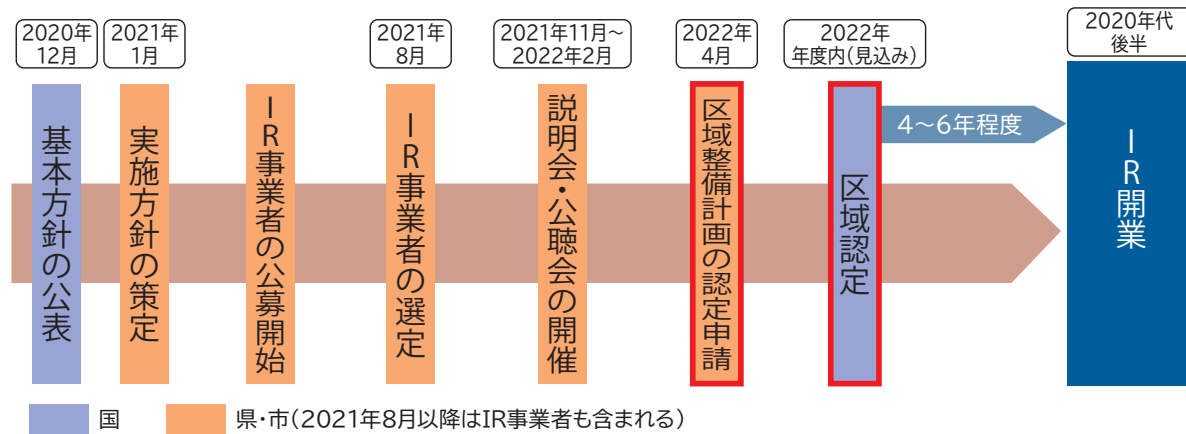 2020年
12月
2021年
1月
2021年
8月
2021年11月～
2022年2月
2022年
4月
2022年
年度内(見込み)
2020年代
後半
基本方針の公表
実施方針の策定
IR事業者の公募開始
IR事業者の選定
説明会・公聴会の開催
区域整備計画の認定申請
区域認定
4～6年程度
IR開業
国
県・市(2021年8月以降はIR事業者も含まれる)